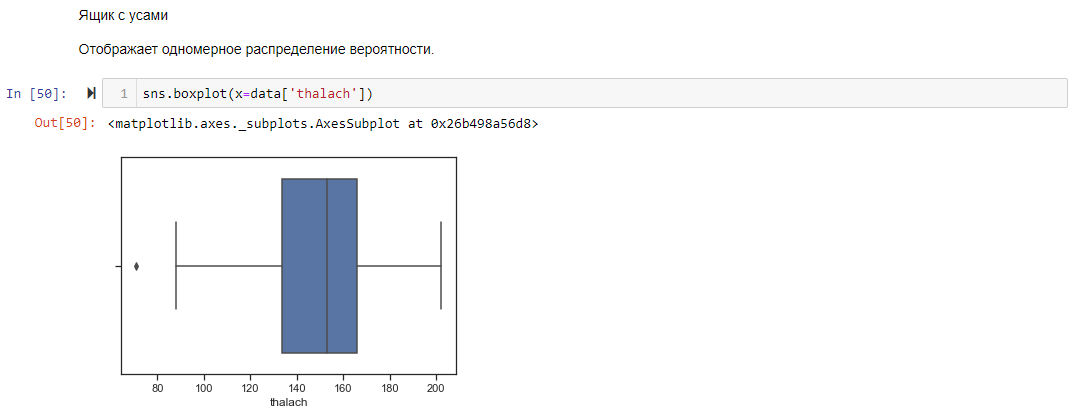 Ящик с усами
Отображает одномерное распределение вероятности.
In [50]: 1 sns.boxplot(x=data['thalach'])
Out[50]: <matplotlib.axes._subplots.AxesSubplot at 0x26b498a56d8>
80 100 120 140 160 180 200
thalach